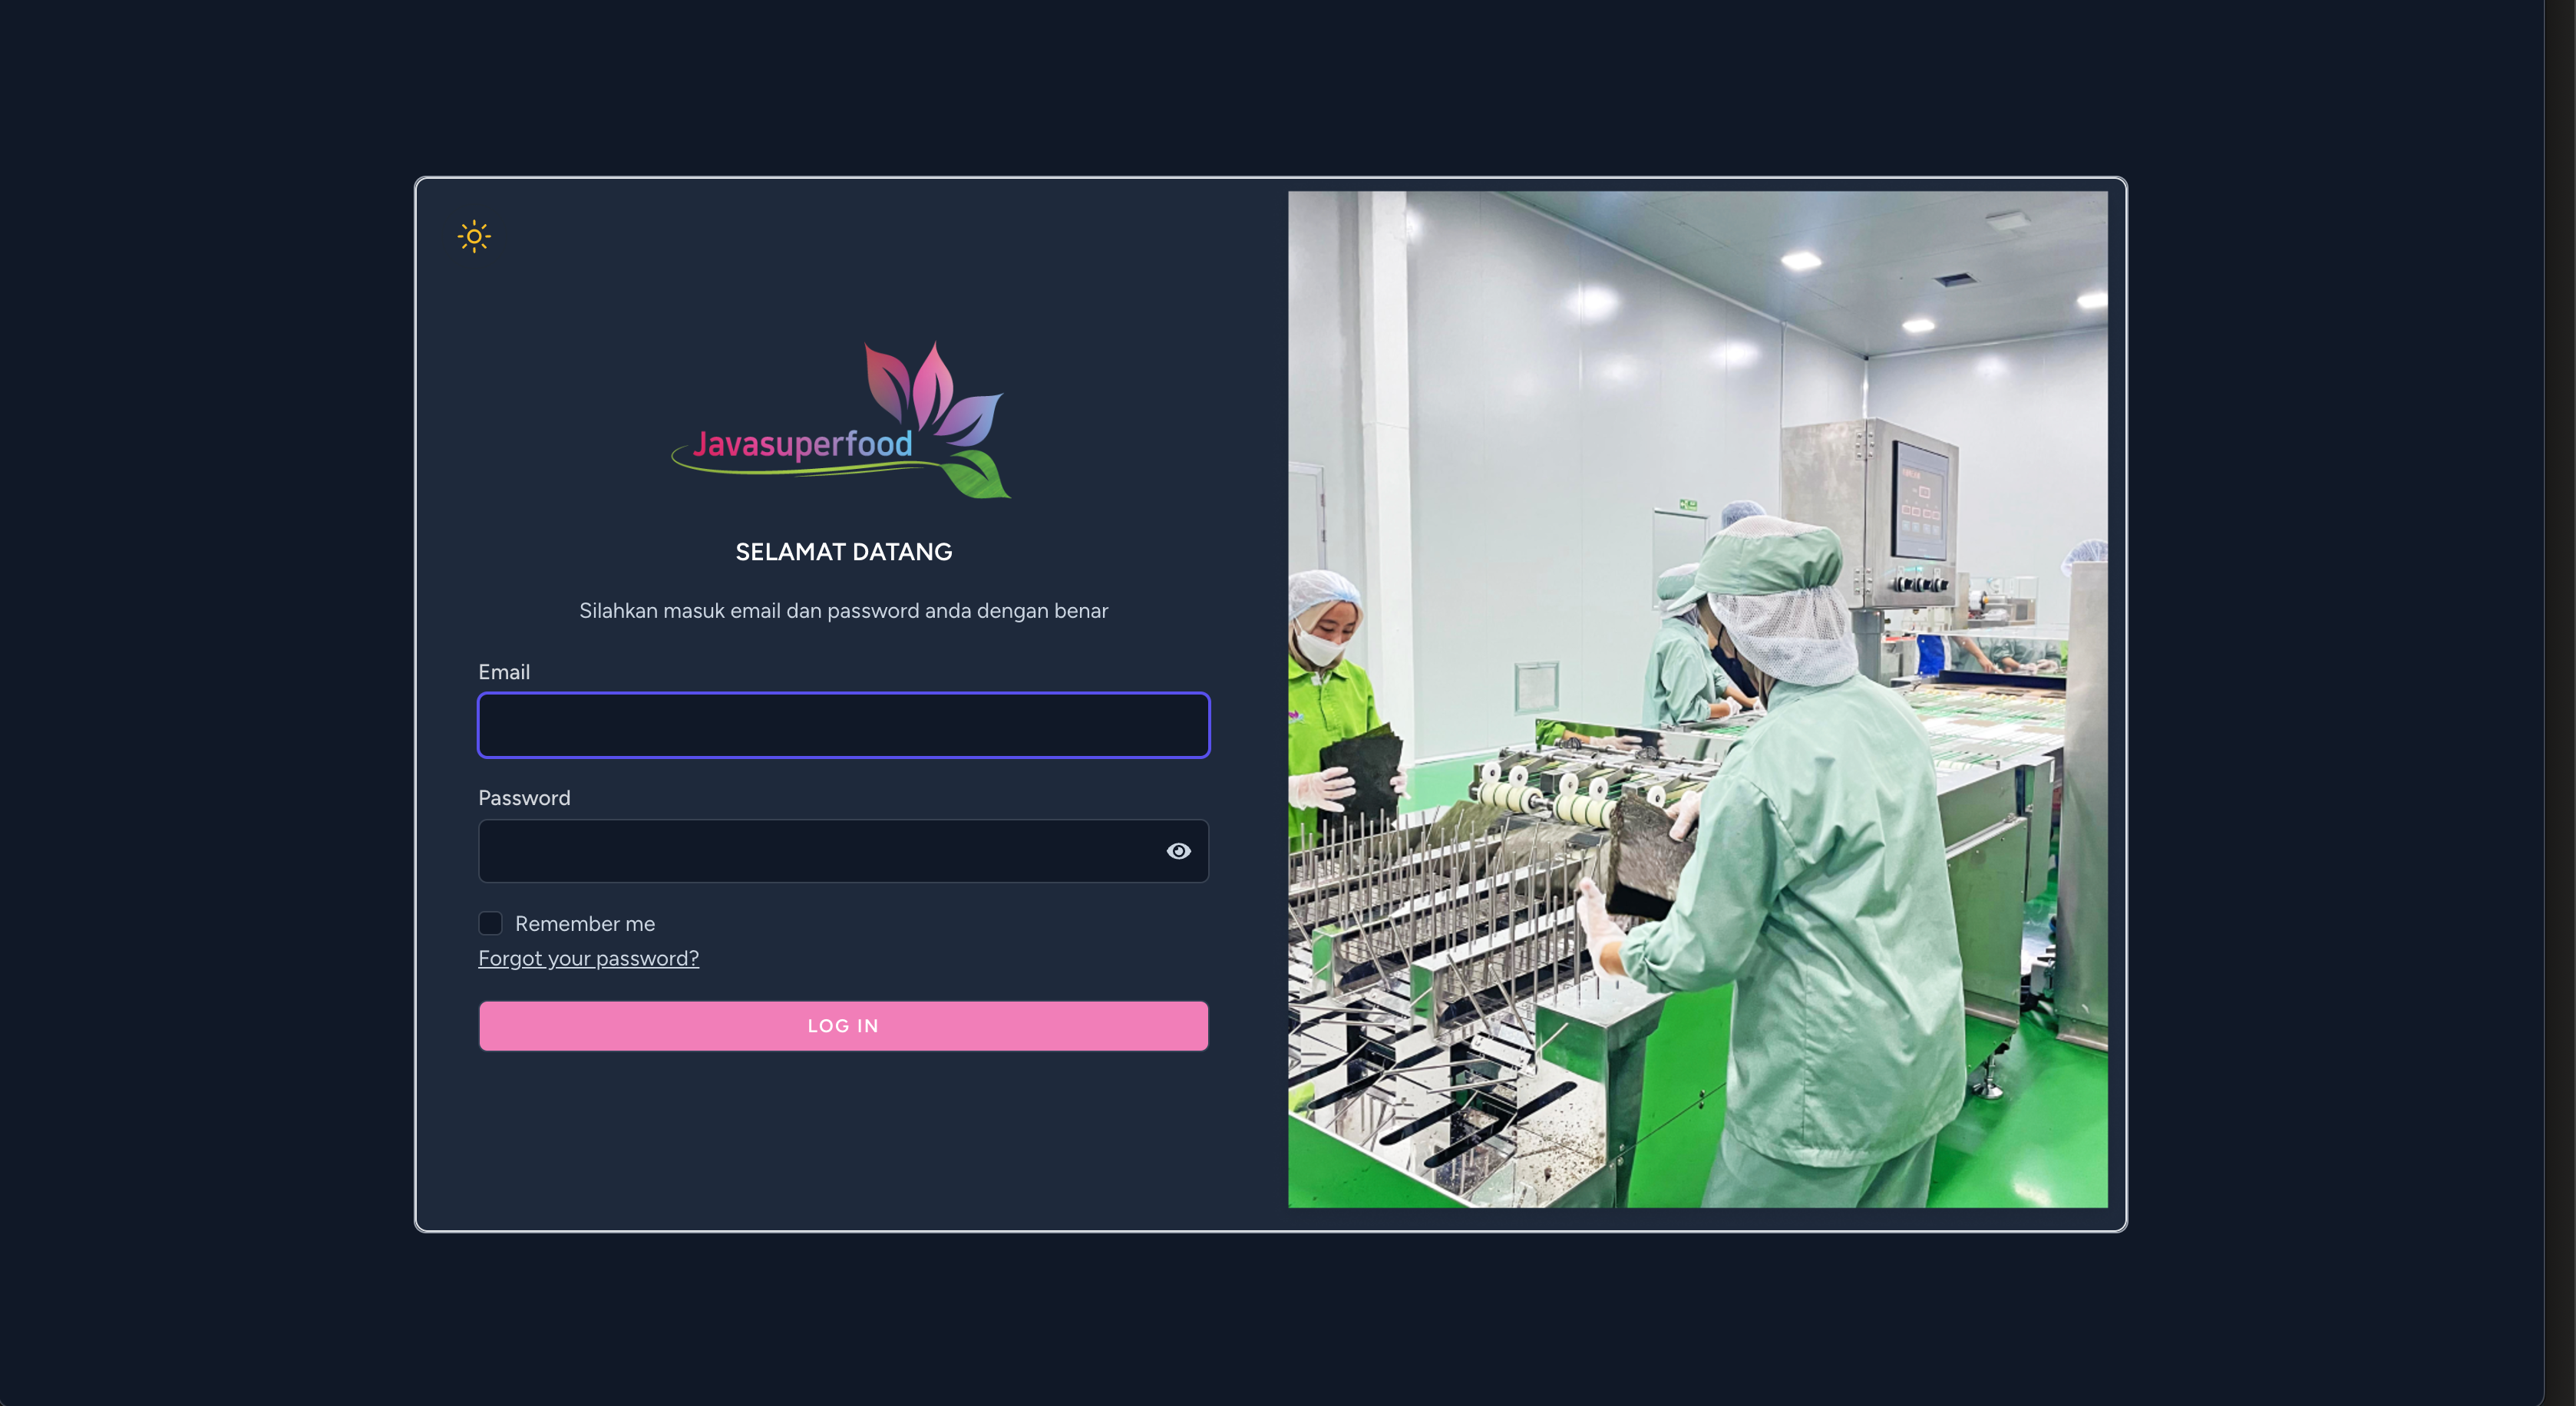 Javasuperfood
SELAMAT DATANG
Silahkan masuk email dan password anda dengan benar
Email
Password
Remember me
Forgot your password?
LOG IN